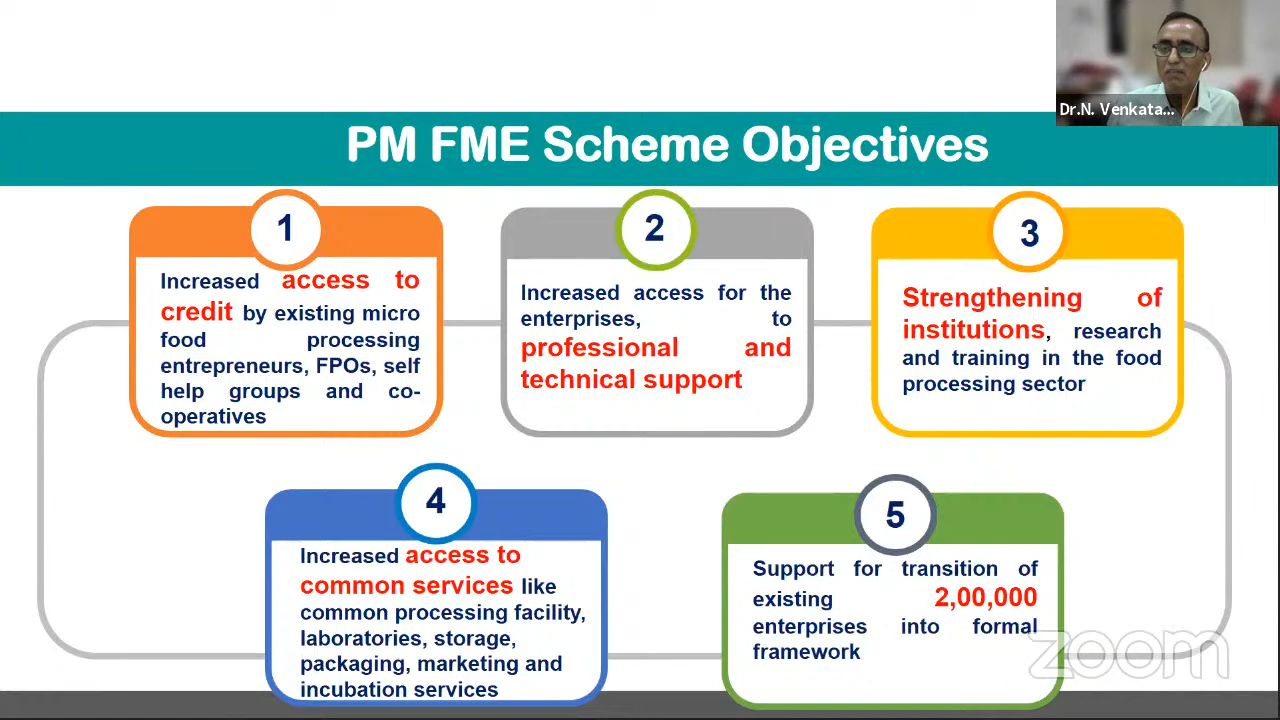 Dr.N. Venkata...
PM FME Scheme Objectives
1
Increased access to
credit by existing micro
food processing
entrepreneurs, FPOs, self
help groups and co-
operatives
2
Increased access for the
enterprises, to
professional and
technical support
3
Strengthening of
institutions, research
and training in the food
processing sector
4
Increased access to
common services like
common processing facility,
laboratories, storage,
packaging, marketing and
incubation services
5
Support for transition of
existing 2,00,000
enterprises into formal
framework
zoom